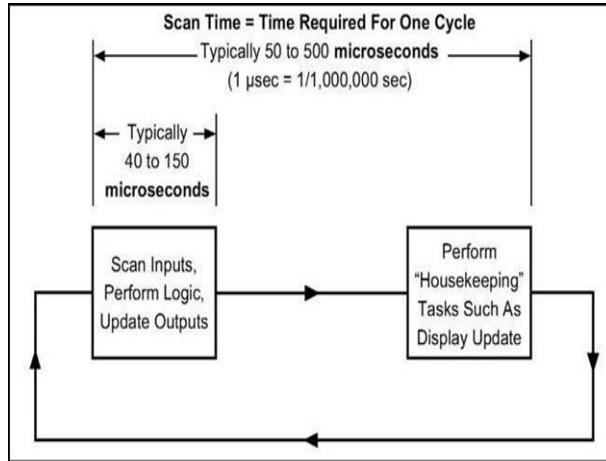 Scan Time = Time Required For One Cycle
Typically 50 to 500 microseconds
(1 µsec = 1/1,000,000 sec)
Typically
40 to 150
microseconds
Scan Inputs,
Perform Logic,
Update Outputs
Perform
“Housekeeping”
Tasks Such As
Display Update